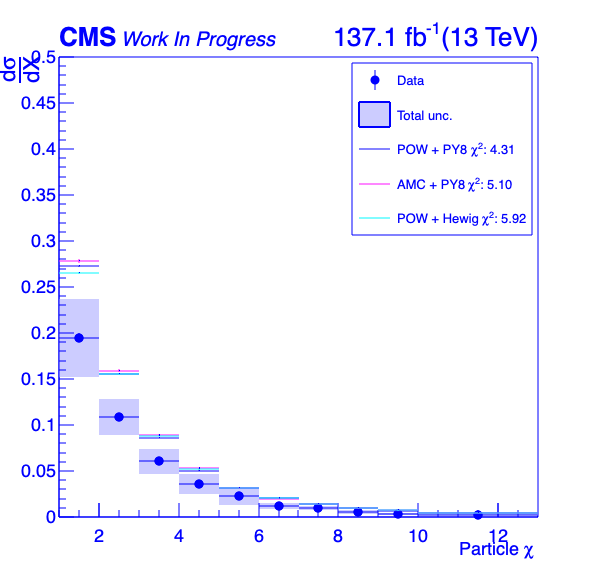 CMS Work In Progress 137.1 fb⁻¹(13 TeV)
dσ
dX
0.5
0.45
0.4
0.35
0.3
0.25
0.2
0.15
0.1
0.05
0
Data
Total unc.
POW + PY8 χ²: 4.31
AMC + PY8 χ²: 5.10
POW + Hewig χ²: 5.92
2 4 6 8 10 12
Particle χ